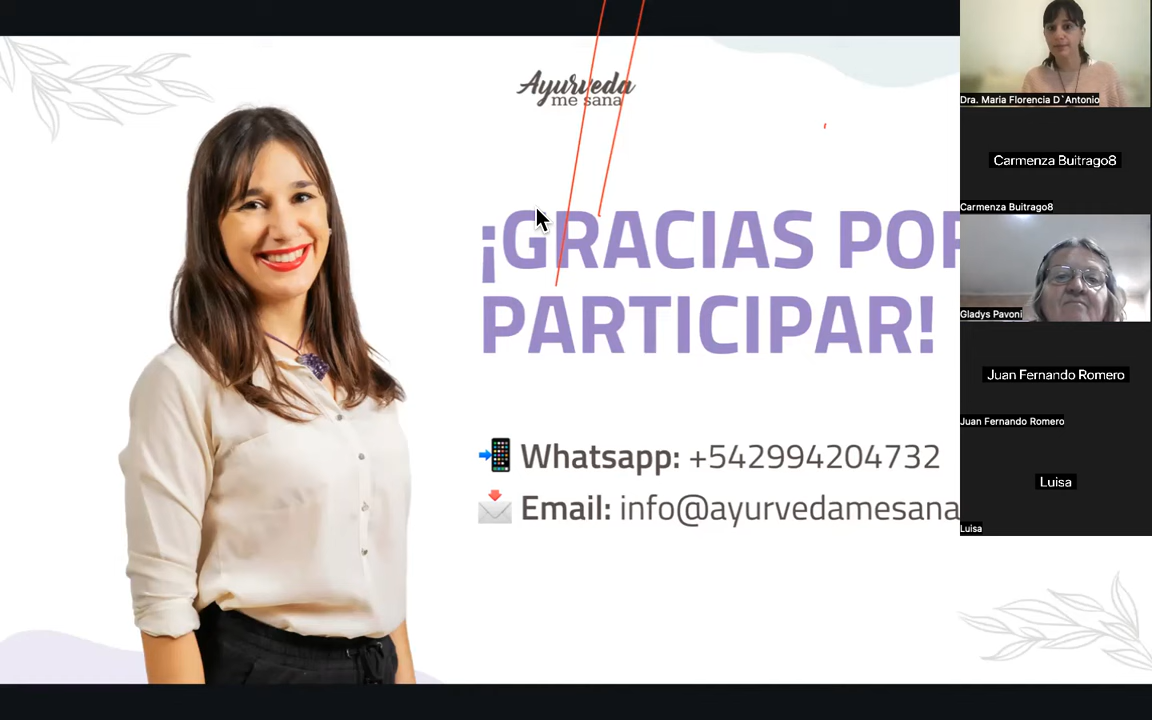 Ayurveda
me sana
¡GRACIAS POR
PARTICIPAR!
Whatsapp: +542994204732
Email: info@ayurvedamesana
Dra. Maria Florencia D`Antonio
Carmenza Buitrago8
Carmenza Buitrago8
Gladys Pavoni
Juan Fernando Romero
Juan Fernando Romero
Luisa
Luisa